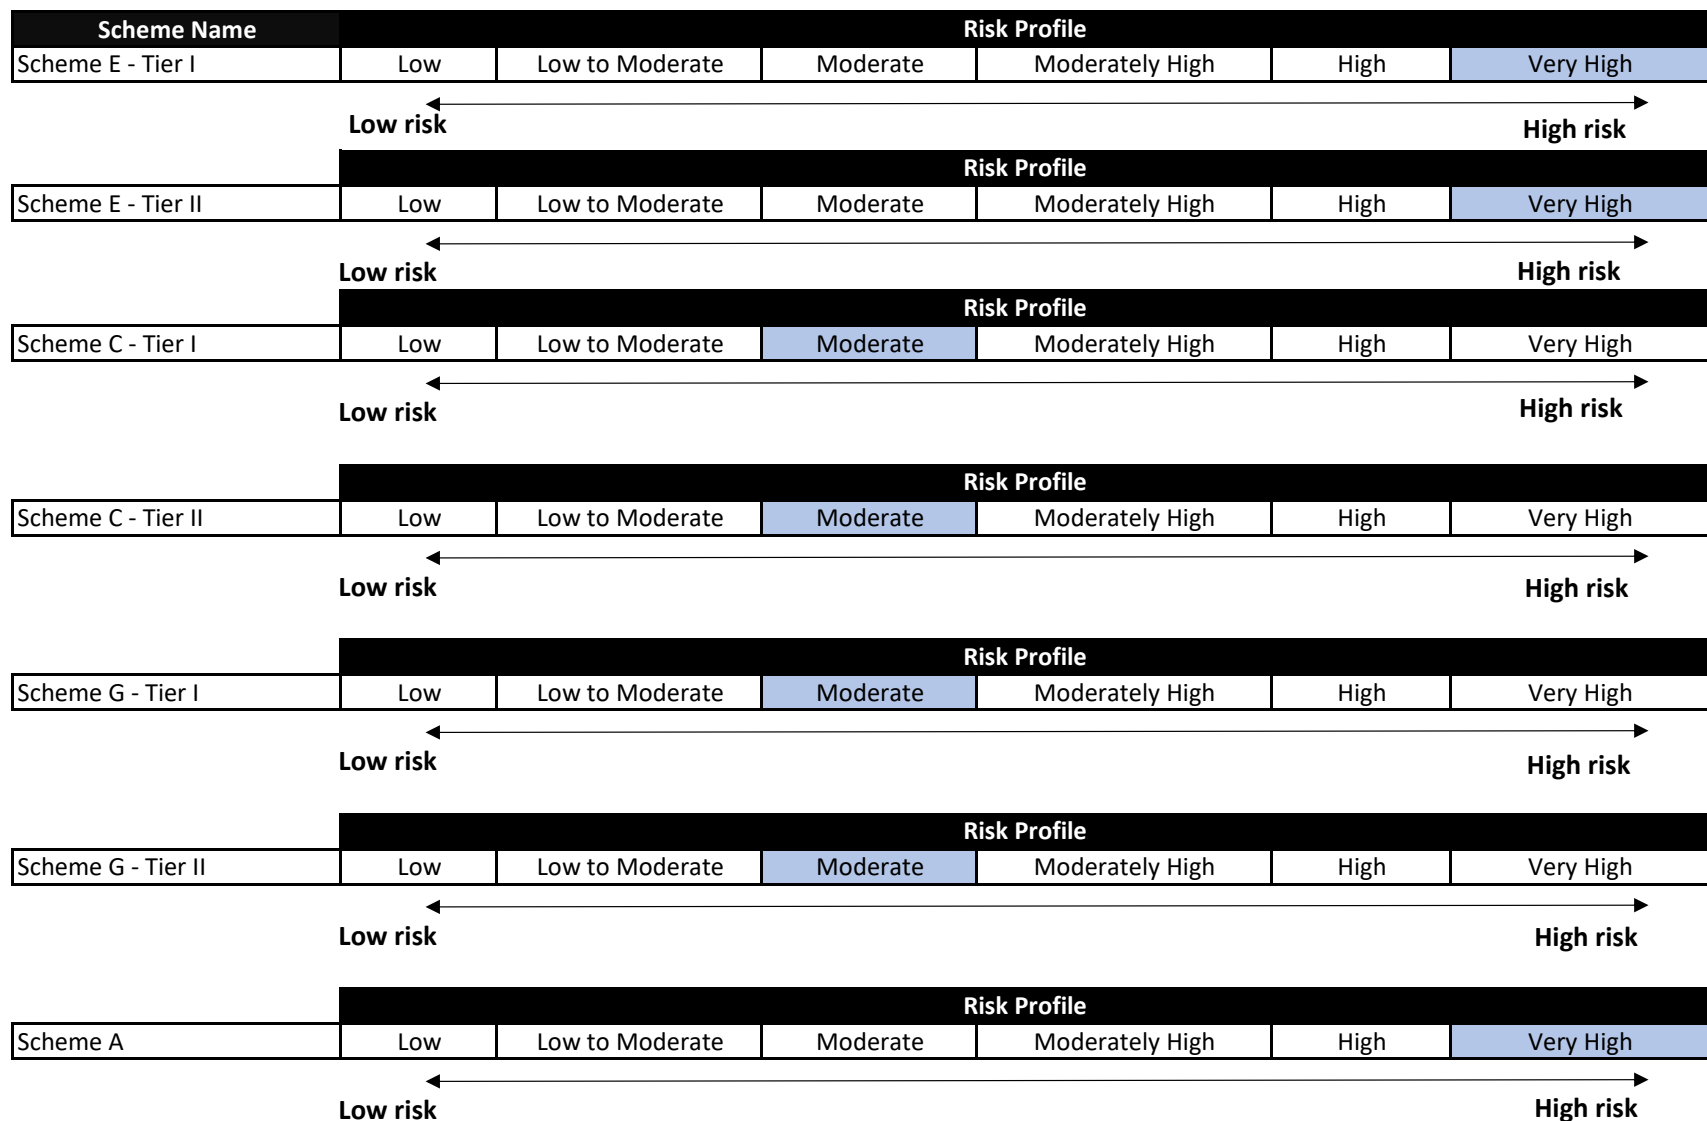 Scheme Name Risk Profile
Scheme E - Tier I Low Low to Moderate Moderate Moderately High High Very High
Low risk High risk
Risk Profile
Scheme E - Tier II Low Low to Moderate Moderate Moderately High High Very High
Low risk High risk
Risk Profile
Scheme C - Tier I Low Low to Moderate Moderate Moderately High High Very High
Low risk High risk
Risk Profile
Scheme C - Tier II Low Low to Moderate Moderate Moderately High High Very High
Low risk High risk
Risk Profile
Scheme G - Tier I Low Low to Moderate Moderate Moderately High High Very High
Low risk High risk
Risk Profile
Scheme G - Tier II Low Low to Moderate Moderate Moderately High High Very High
Low risk High risk
Risk Profile
Scheme A Low Low to Moderate Moderate Moderately High High Very High
Low risk High risk